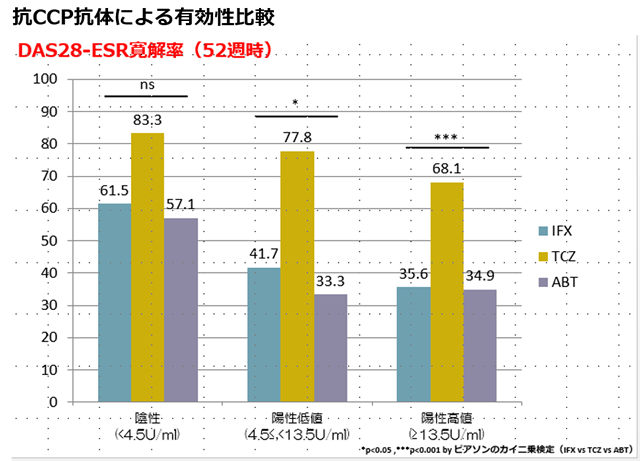 抗CCP抗体による有効性比較
DAS28-ESR寛解率（52週時）
100
90
80
70
60
50
40
30
20
10
0
ns
*
***
83.3
61.5
57.1
77.8
41.7
33.3
68.1
35.6
34.9
IFX
TCZ
ABT
陰性
(<4.5U/ml)
陽性低値
(4.5≦,<13.5U/ml)
陽性高値
(≧13.5U/ml)
*p<0.05 ,***p<0.001 by ピアソンのカイ二乗検定（IFX vs TCZ vs ABT）